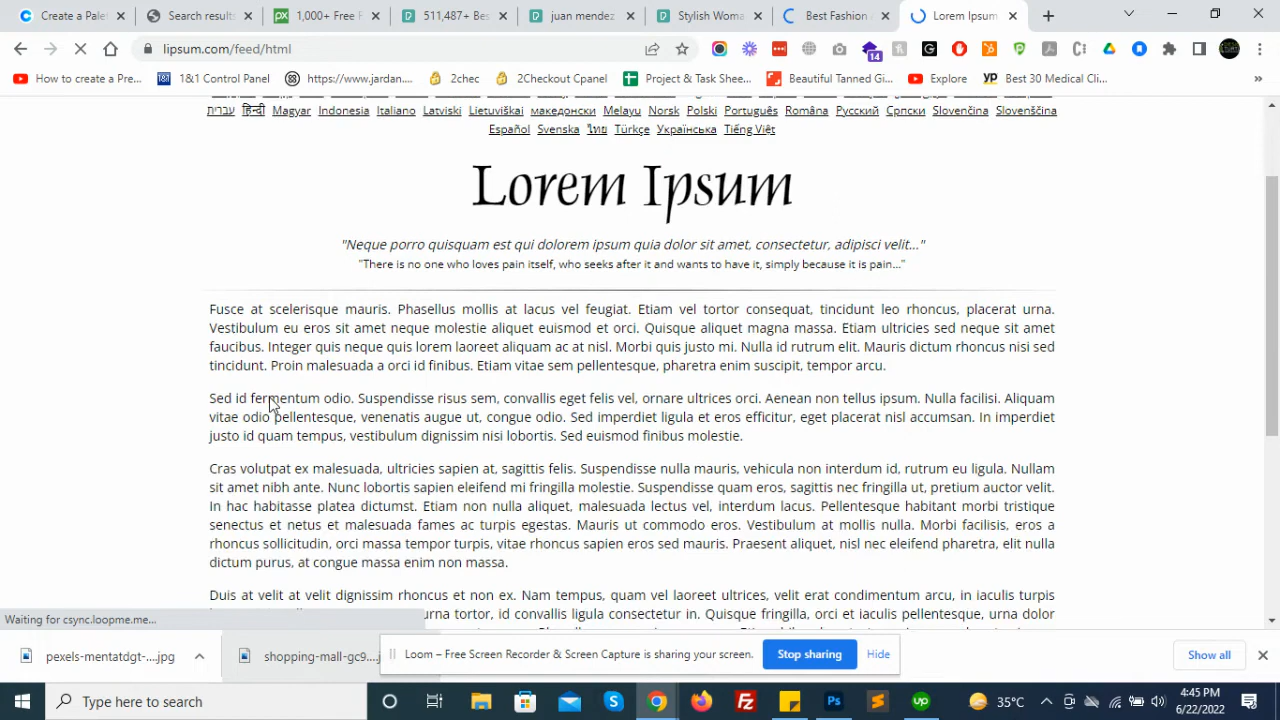 Create a Palet
Search results
1,000+ Free F
511,487+ Bes
juan mendez
Stylish Woma
Best Fashion
Lorem Ipsum
lipsum.com/feed/html
14
How to create a Pre...
1&1 Control Panel
https://www.jardan....
2chec
2Checkout Cpanel
Project & Task Shee...
Beautiful Tanned Gi...
Explore
yp Best 30 Medical Cli...
»
עברית हिन्दी Magyar Indonesia Italiano Latviski Lietuviškai македонски Melayu Norsk Polski Português Româna Русский Српски Slovenčina Slovenščina
Español Svenska ไทย Türkçe Українська Tiếng Việt
Lorem Ipsum
"Neque porro quisquam est qui dolorem ipsum quia dolor sit amet, consectetur, adipisci velit..."
"There is no one who loves pain itself, who seeks after it and wants to have it, simply because it is pain..."
Fusce at scelerisque mauris. Phasellus mollis at lacus vel feugiat. Etiam vel tortor consequat, tincidunt leo rhoncus, placerat urna.
Vestibulum eu eros sit amet neque molestie aliquet euismod et orci. Quisque aliquet magna massa. Etiam ultricies sed neque sit amet
faucibus. Integer quis neque quis lorem laoreet aliquam ac at nisl. Morbi quis justo mi. Nulla id rutrum elit. Mauris dictum rhoncus nisi sed
tincidunt. Proin malesuada a orci id finibus. Etiam vitae sem pellentesque, pharetra enim suscipit, tempor arcu.
Sed id fermentum odio. Suspendisse risus sem, convallis eget felis vel, ornare ultrices orci. Aenean non tellus ipsum. Nulla facilisi. Aliquam
vitae odio pellentesque, venenatis augue ut, congue odio. Sed imperdiet ligula et eros efficitur, eget placerat nisl accumsan. In imperdiet
justo id quam tempus, vestibulum dignissim nisi lobortis. Sed euismod finibus molestie.
Cras volutpat ex malesuada, ultricies sapien at, sagittis felis. Suspendisse nulla mauris, vehicula non interdum id, rutrum eu ligula. Nullam
sit amet nibh ante. Nunc lobortis sapien eleifend mi fringilla molestie. Suspendisse quam eros, sagittis nec fringilla ut, pretium auctor velit.
In hac habitasse platea dictumst. Etiam non nulla aliquet, malesuada lectus vel, interdum lacus. Pellentesque habitant morbi tristique
senectus et netus et malesuada fames ac turpis egestas. Mauris ut commodo eros. Vestibulum at mollis nulla. Morbi facilisis, eros a
rhoncus sollicitudin, orci massa tempor turpis, vitae rhoncus sapien eros sed mauris. Praesent aliquet, nisl nec eleifend pharetra, elit nulla
dictum purus, at congue massa enim non massa.
Duis at velit at velit dignissim rhoncus et non ex. Nam tempus, quam vel laoreet ultrices, velit erat condimentum arcu, in iaculis turpis
urna tortor, id convallis ligula consectetur in. Quisque fringilla, orci et iaculis pellentesque, urna dolor
Waiting for csync.loopme.me...
pexels-mentatdgt-....jpg
shopping-mall-gc9...
Loom – Free Screen Recorder & Screen Capture is sharing your screen.
Stop sharing
Hide
Show all
Type here to search
35°C
4:45 PM
6/22/2022